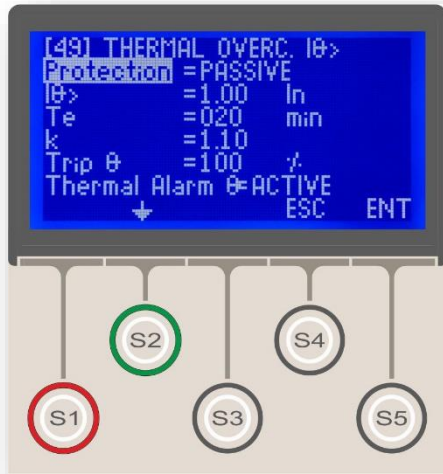 [49] THERMAL OVERC. Iθ>
Protection =PASSIVE
Iθ> =1.00 In
Te =020 min
k =1.10
Trip θ =100 %
Thermal Alarm θ=ACTIVE
ESC ENT
S2 S4
S1 S3 S5